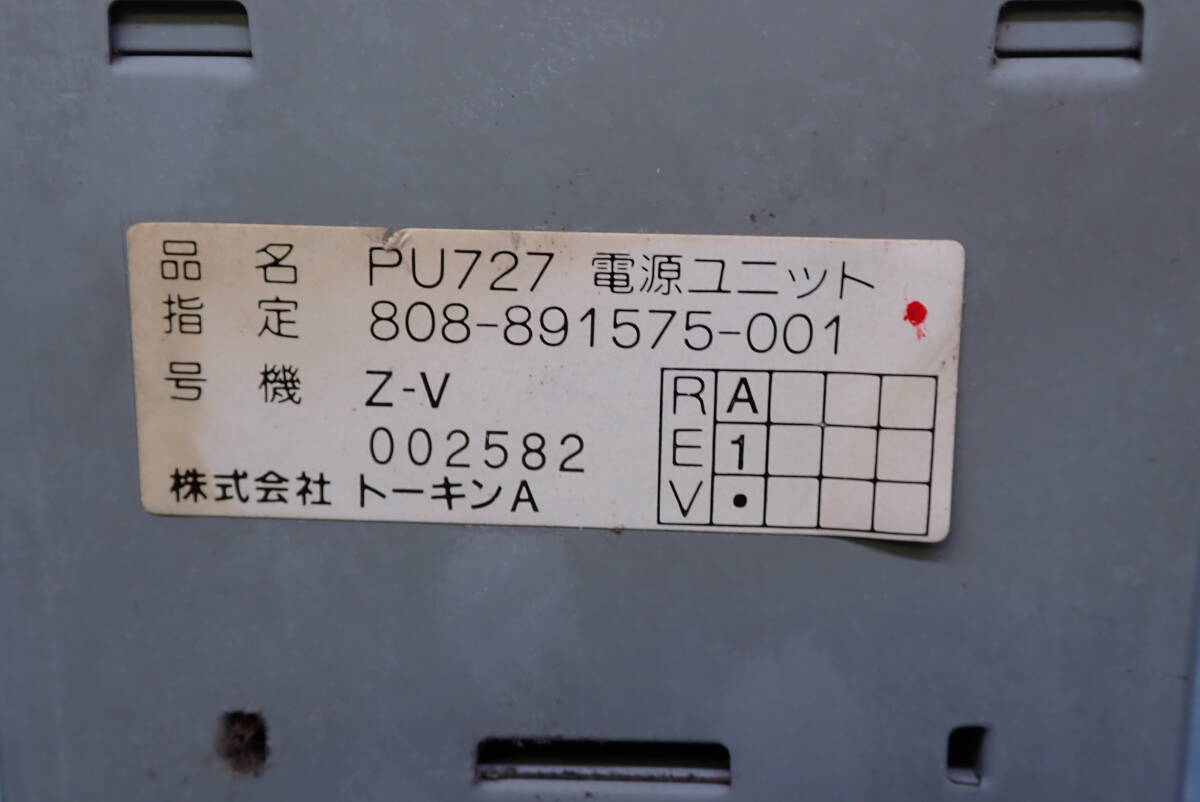 品名 PU727 電源ユニット
指定 808-891575-001
号機 Z-V
002582
株式会社 トーキンA
R A
E 1
V •